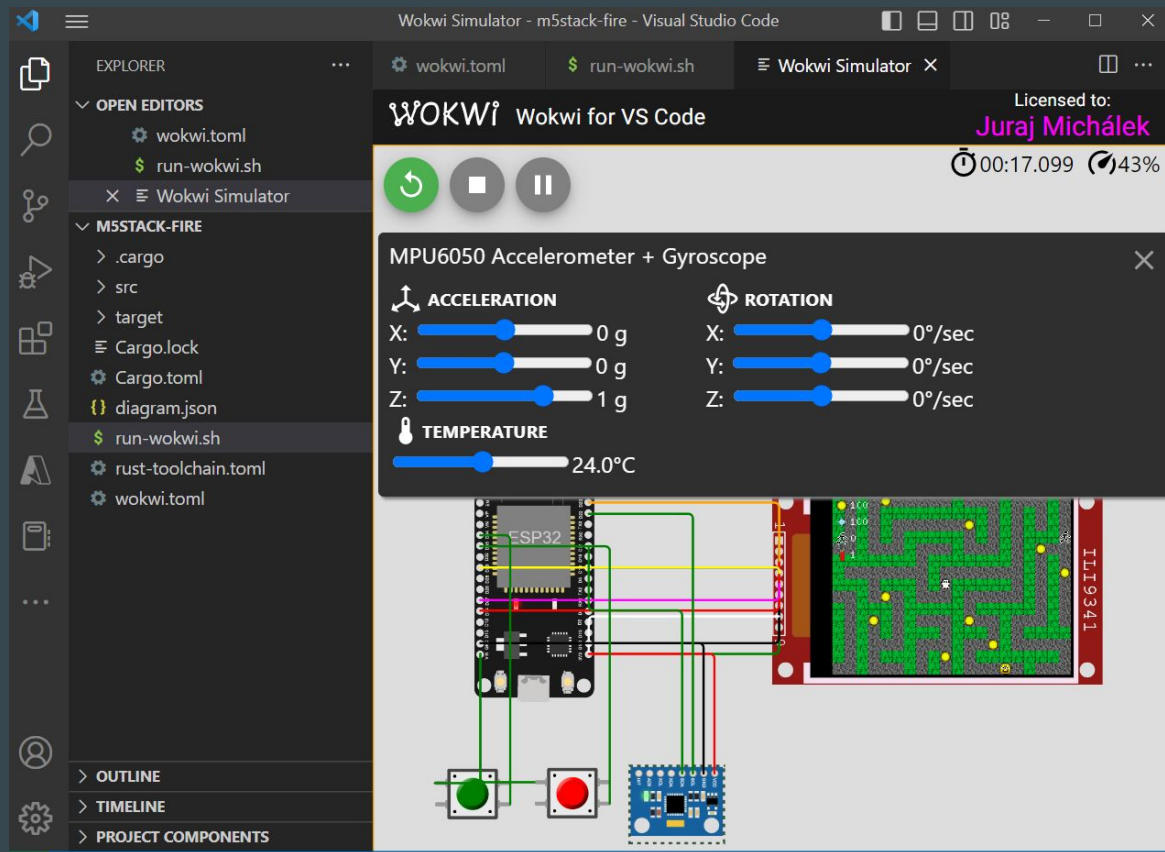 Wokwi Simulator - m5stack-fire - Visual Studio Code
EXPLORER
OPEN EDITORS
wokwi.toml
$ run-wokwi.sh
Wokwi Simulator
M5STACK-FIRE
.cargo
src
target
Cargo.lock
Cargo.toml
{} diagram.json
$ run-wokwi.sh
rust-toolchain.toml
wokwi.toml
OUTLINE
TIMELINE
PROJECT COMPONENTS
wokwi.toml
$ run-wokwi.sh
Wokwi Simulator
WOKWi Wokwi for VS Code
Licensed to:
Juraj Michálek
00:17.099 43%
MPU6050 Accelerometer + Gyroscope
ACCELERATION
X: 0 g
Y: 0 g
Z: 1 g
ROTATION
X: 0°/sec
Y: 0°/sec
Z: 0°/sec
TEMPERATURE
24.0°C
ESP32
100
100
0
1
ILI9341